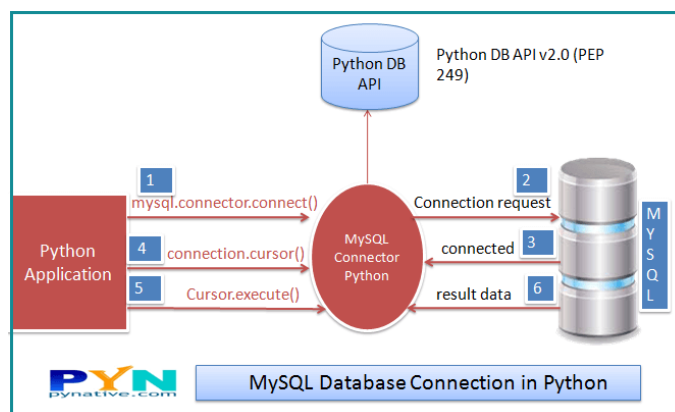 Python DB
API
Python DB API v2.0 (PEP
249)
1
mysql.connector.connect()
2
Connection request
Python
Application
4
connection.cursor()
MySQL
Connector
Python
connected
3
5
Cursor.execute()
result data
6
MYSQL
PYN
pynative.com
MySQL Database Connection in Python